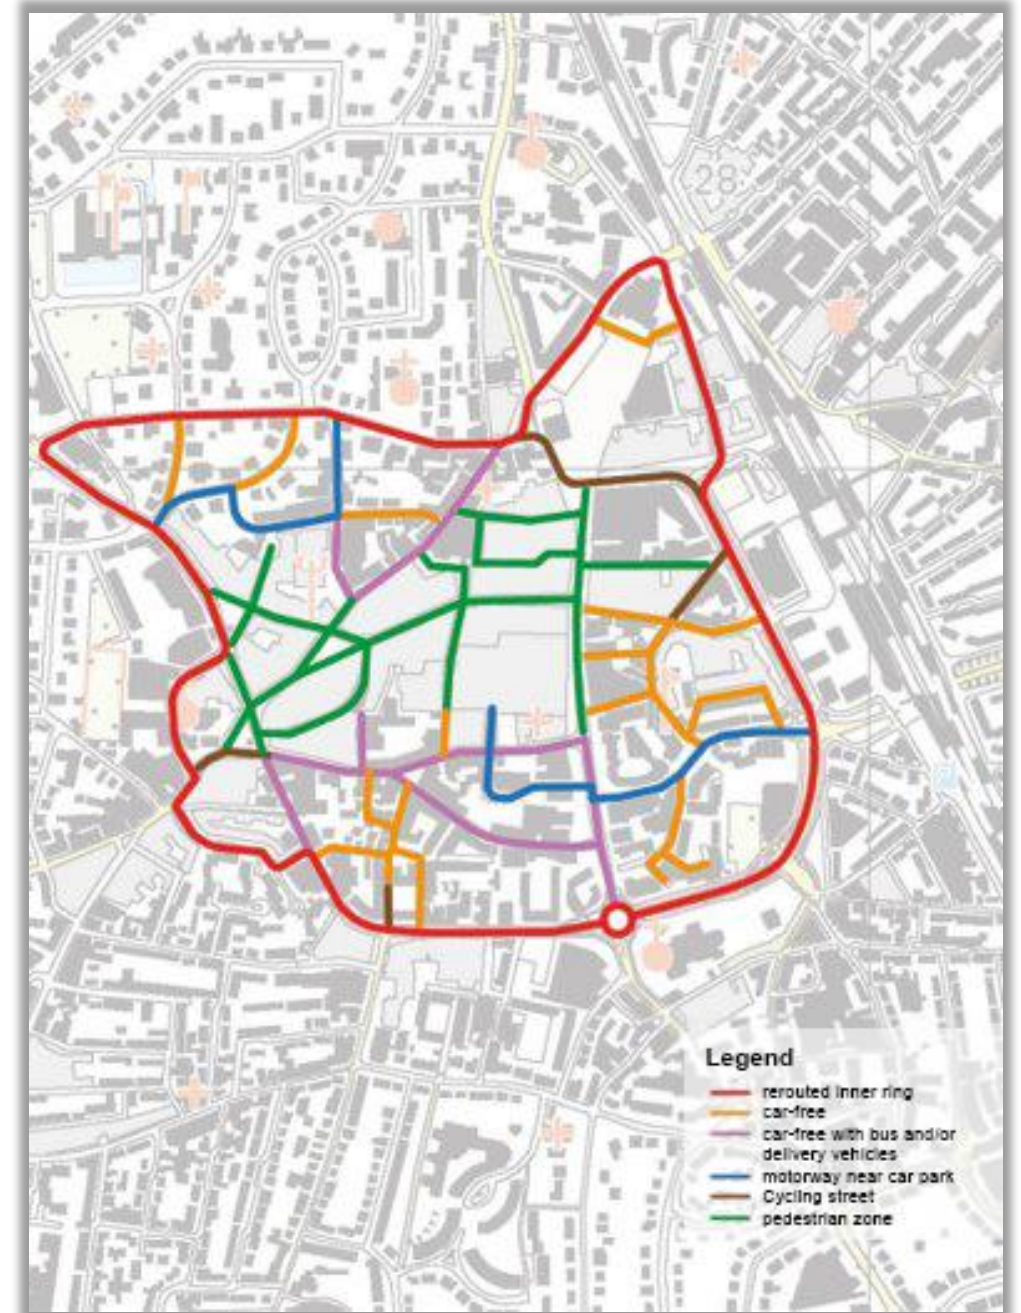 28
Legend
rerouted inner ring
car-free
car-free with bus and/or
delivery vehicles
motorway near car park
Cycling street
pedestrian zone